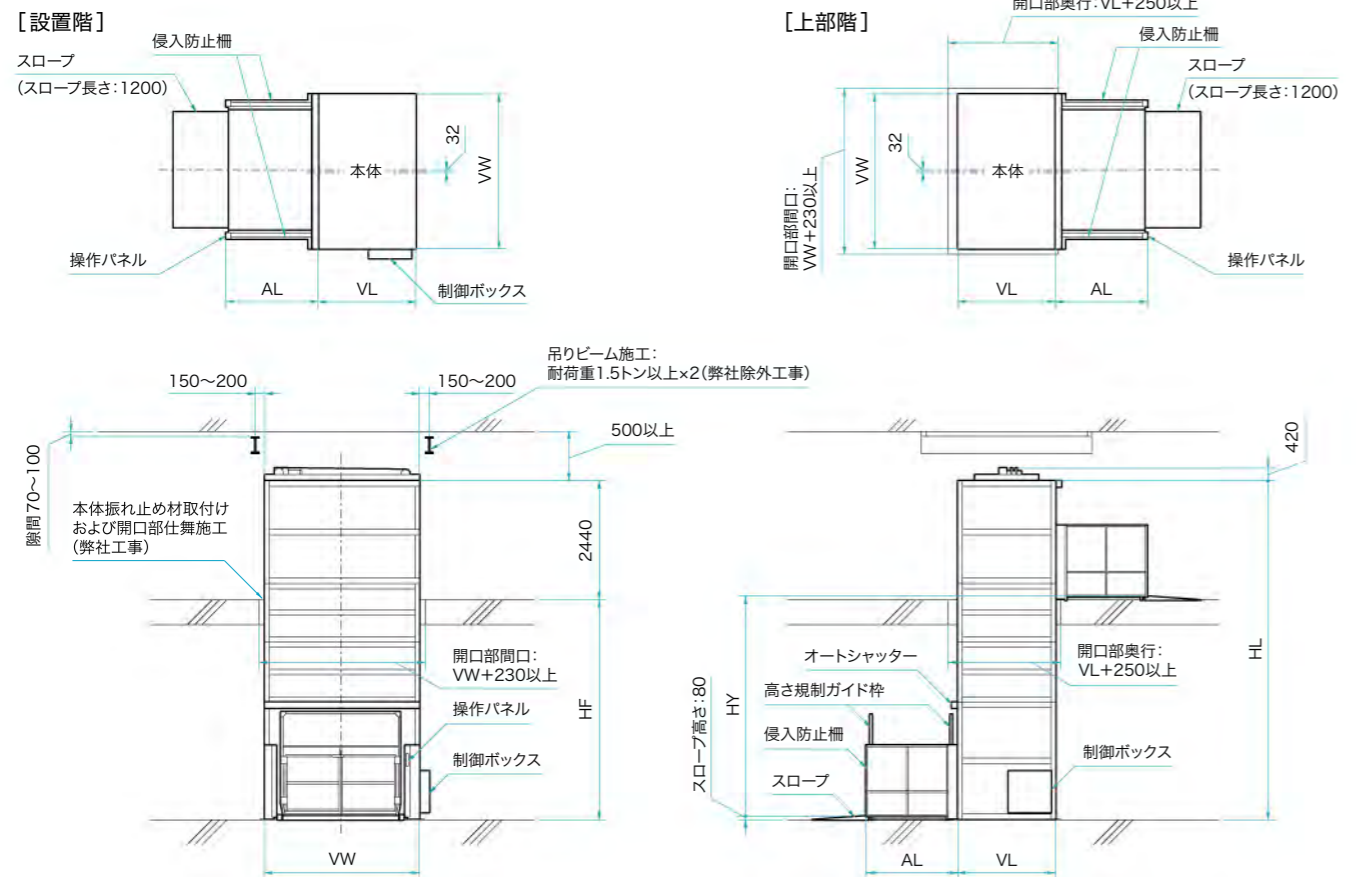 [設置階]
侵入防止柵
スロープ
(スロープ長さ:1200)
32
VW
本体
操作パネル
AL
VL
制御ボックス
[上部階]
開口部奥行:VL+250以上
侵入防止柵
スロープ
(スロープ長さ:1200)
32
VW
本体
開口部間口:
VW+230以上
操作パネル
VL
AL
吊りビーム施工:
耐荷重1.5トン以上×2(弊社除外工事)
150〜200
150〜200
500以上
隙間70〜100
本体振れ止め材取付け
および開口部仕舞施工
(弊社工事)
2440
開口部間口:
VW+230以上
操作パネル
HF
制御ボックス
VW
420
オートシャッター
開口部奥行:
VL+250以上
HL
高さ規制ガイド枠
HY
侵入防止柵
スロープ高さ:80
制御ボックス
スロープ
AL
VL